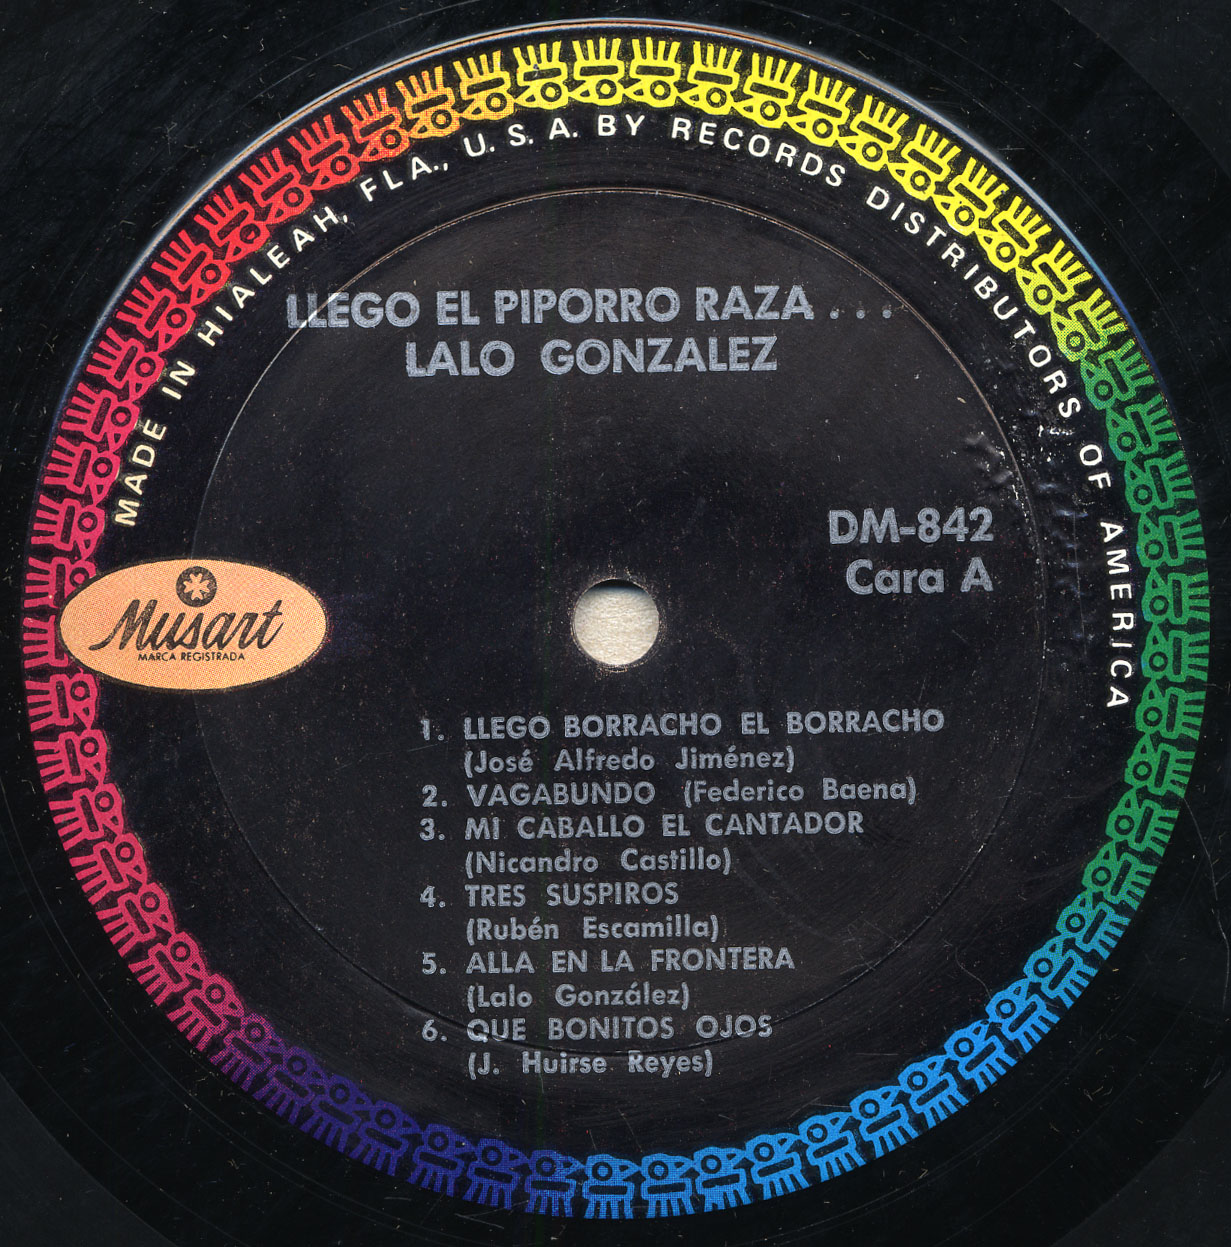 MADE IN HIALEAH, FLA., U. S. A. BY RECORDS DISTRIBUTORS OF AMERICA
LLEGO EL PIPORRO RAZA . . .
LALO GONZALEZ
DM-842
Cara A
Musart
MARCA REGISTRADA
1. LLEGO BORRACHO EL BORRACHO
(José Alfredo Jiménez)
2. VAGABUNDO (Federico Baena)
3. MI CABALLO EL CANTADOR
(Nicandro Castillo)
4. TRES SUSPIROS
(Rubén Escamilla)
5. ALLA EN LA FRONTERA
(Lalo González)
6. QUE BONITOS OJOS
(J. Huirse Reyes)